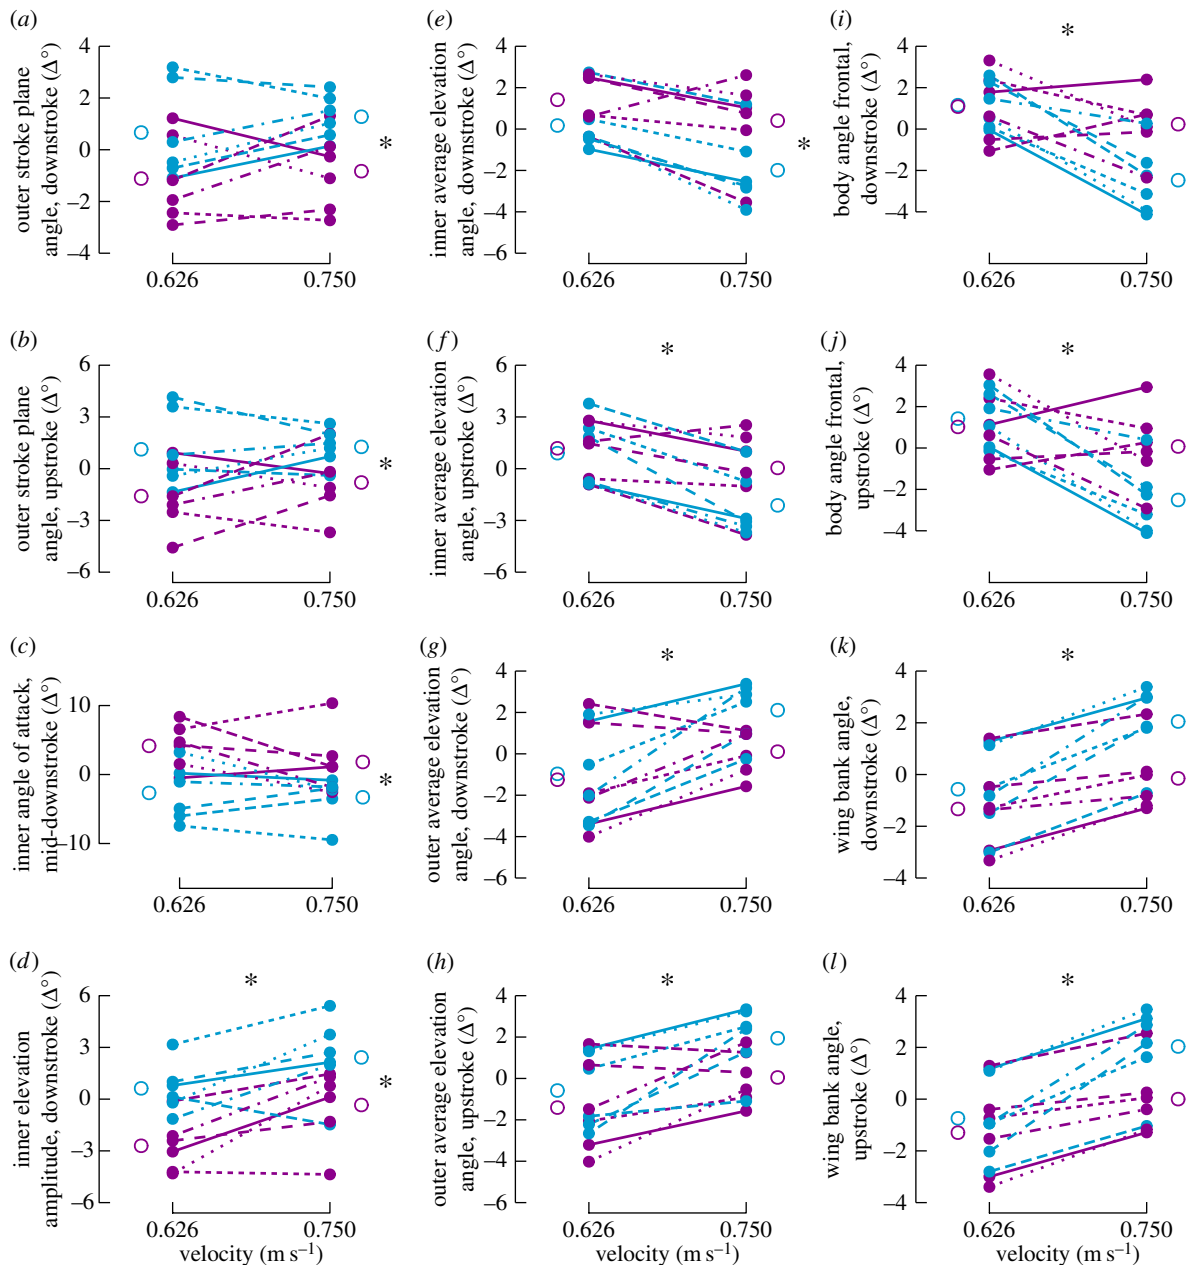 (a)
outer stroke plane
angle, downstroke (Δ°)
4
2
0
–2
–4
0.626
0.750
*
(b)
outer stroke plane
angle, upstroke (Δ°)
6
3
0
–3
–6
0.626
0.750
*
(c)
inner angle of attack,
mid-downstroke (Δ°)
10
0
–10
0.626
0.750
*
(d)
inner elevation
amplitude, downstroke (Δ°)
*
6
3
0
–3
–6
*
0.626
0.750
velocity (m s–1)
(e)
inner average elevation
angle, downstroke (Δ°)
4
2
0
–2
–4
–6
0.626
0.750
*
(f)
inner average elevation
angle, upstroke (Δ°)
*
6
4
2
0
–2
–4
–6
0.626
0.750
(g)
outer average elevation
angle, downstroke (Δ°)
*
4
2
0
–2
–4
–6
0.626
0.750
(h)
outer average elevation
angle, upstroke (Δ°)
*
4
2
0
–2
–4
–6
0.626
0.750
velocity (m s–1)
(i)
body angle frontal,
downstroke (Δ°)
*
4
2
0
–2
–4
0.626
0.750
(j)
body angle frontal,
upstroke (Δ°)
*
4
2
0
–2
–4
0.626
0.750
(k)
wing bank angle,
downstroke (Δ°)
*
4
2
0
–2
–4
0.626
0.750
(l)
wing bank angle,
upstroke (Δ°)
*
4
2
0
–2
–4
0.626
0.750
velocity (m s–1)